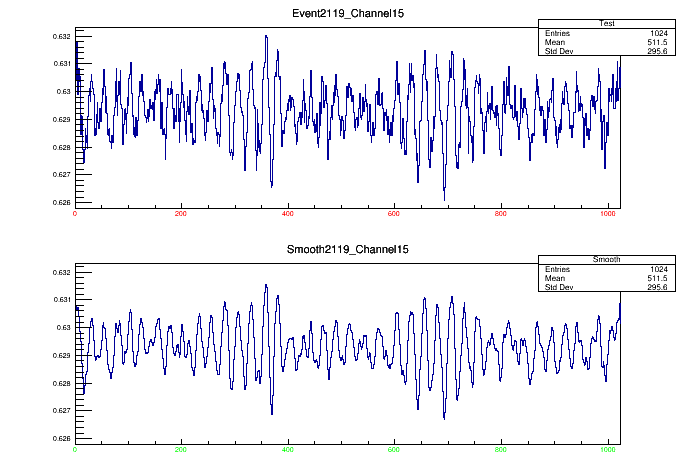 Event2119_Channel15
Test
Entries 1024
Mean 511.5
Std Dev 295.6
0.632
0.631
0.63
0.629
0.628
0.627
0.626
0 200 400 600 800 1000
Smooth2119_Channel15
Smooth
Entries 1024
Mean 511.5
Std Dev 295.6
0.632
0.631
0.63
0.629
0.628
0.627
0.626
0 200 400 600 800 1000